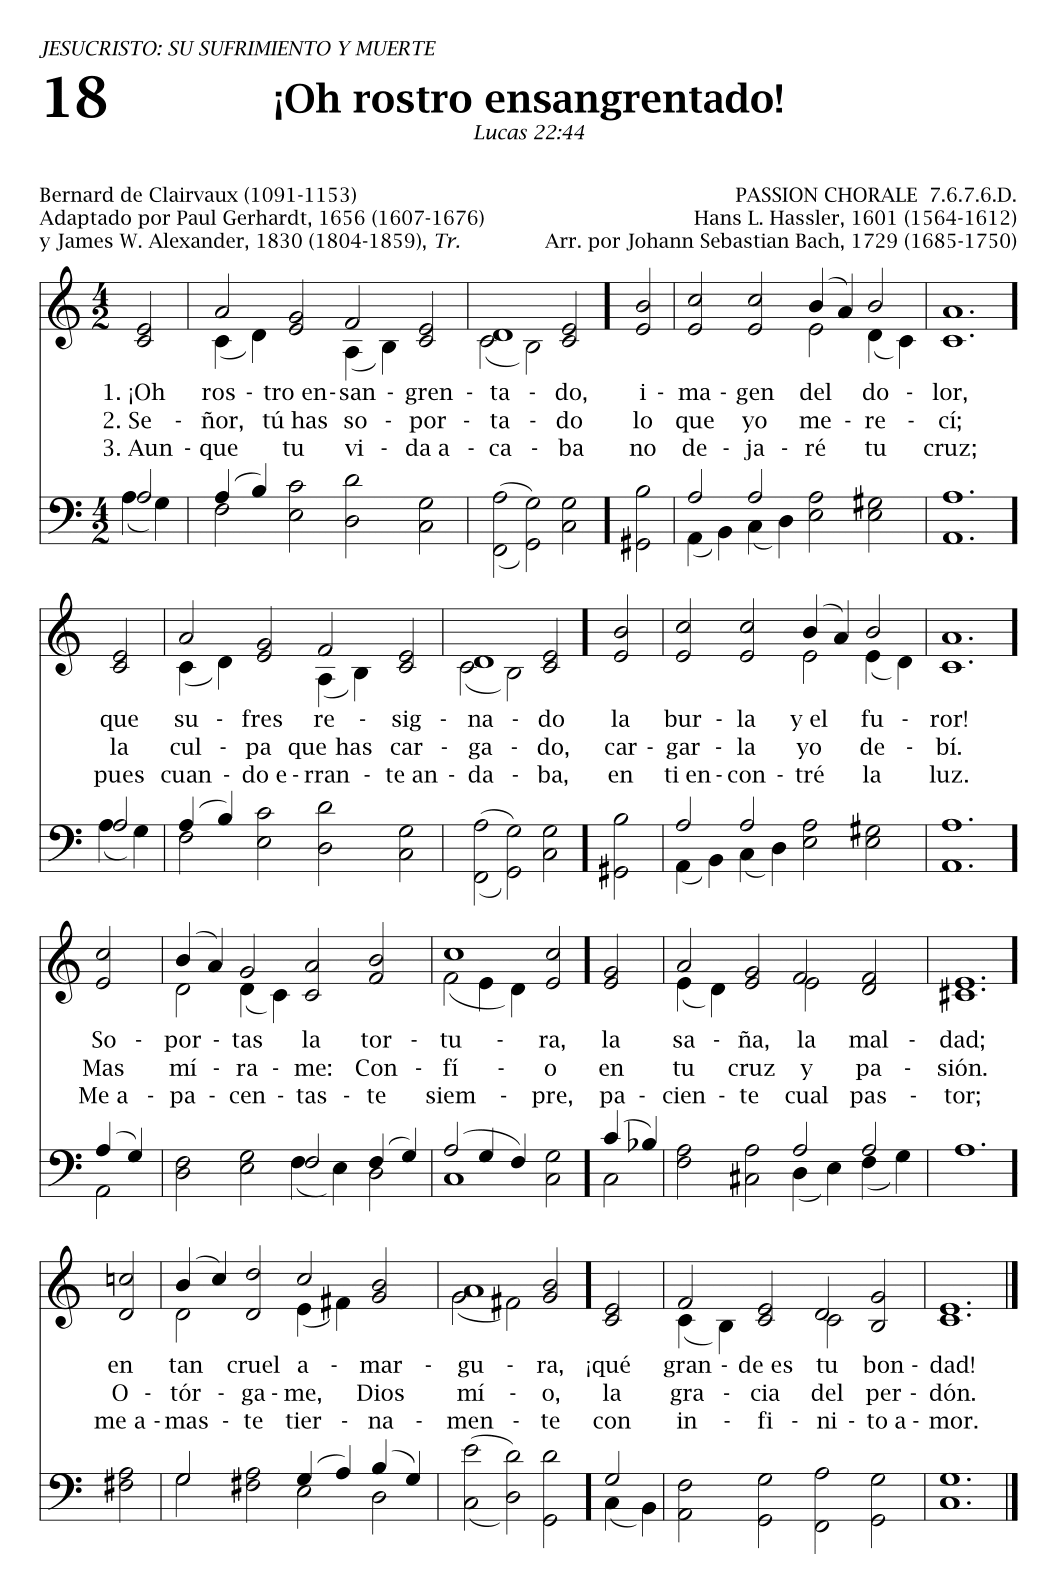 JESUCRISTO: SU SUFRIMIENTO Y MUERTE
18
¡Oh rostro ensangrentado!
Lucas 22:44
Bernard de Clairvaux (1091-1153)
Adaptado por Paul Gerhardt, 1656 (1607-1676)
y James W. Alexander, 1830 (1804-1859), Tr.
PASSION CHORALE 7.6.7.6.D.
Hans L. Hassler, 1601 (1564-1612)
Arr. por Johann Sebastian Bach, 1729 (1685-1750)
1. ¡Oh ros - tro en - san - gren - ta - do, i - ma - gen del do - lor,
2. Se - ñor, tú has so - por - ta - do lo que yo me - re - cí;
3. Aun - que tu vi - da a - ca - ba no de - ja - ré tu cruz;
que su - fres re - sig - na - do la bur - la y el fu - ror!
la cul - pa que has car - ga - do, car - gar - la yo de - bí.
pues cuan - do e - rran - te an - da - ba, en ti en - con - tré la luz.
So - por - tas la tor - tu - ra, la sa - ña, la mal - dad;
Mas mí - ra - me: Con - fí - o en tu cruz y pa - sión.
Me a - pa - cen - tas - te siem - pre, pa - cien - te cual pas - tor;
en tan cruel a - mar - gu - ra, ¡qué gran - de es tu bon - dad!
O - tór - ga - me, Dios mí - o, la gra - cia del per - dón.
me a - mas - te tier - na - men - te con in - fi - ni - to a - mor.